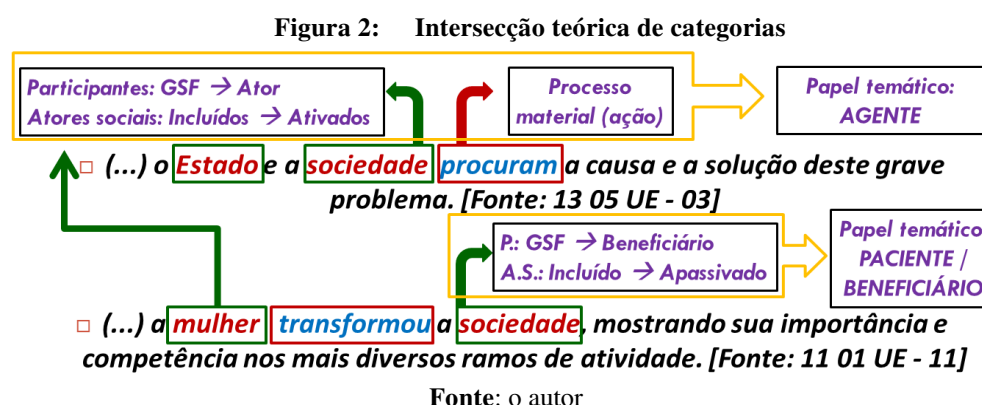 Figura 2: Intersecção teórica de categorias
Participantes: GSF → Ator
Atores sociais: Incluídos → Ativados
Processo
material (ação)
Papel temático:
AGENTE
(...) o Estado e a sociedade procuram a causa e a solução deste grave
problema. [Fonte: 13 05 UE - 03]
P.: GSF → Beneficiário
A.S.: Incluído → Apassivado
Papel temático
PACIENTE /
BENEFICIÁRIO
(...) a mulher transformou a sociedade, mostrando sua importância e
competência nos mais diversos ramos de atividade. [Fonte: 11 01 UE - 11]
Fonte: o autor